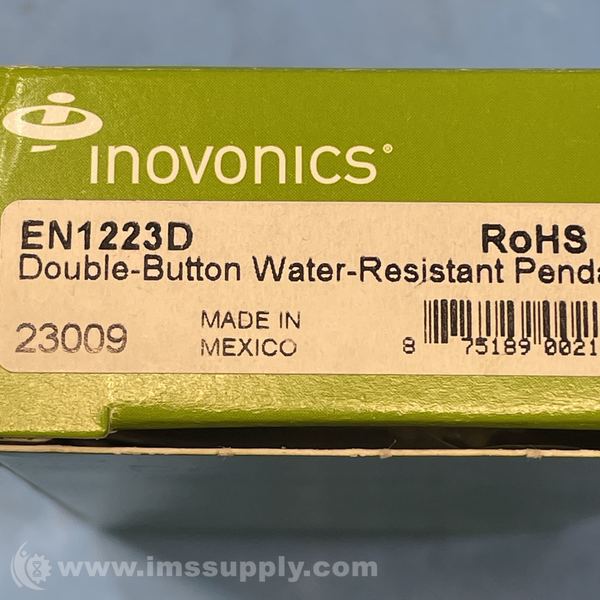 inovonics®
EN1223D RoHS
Double-Button Water-Resistant Penda
23009
MADE IN
MEXICO
8 75189 0021
www.imssupply.com